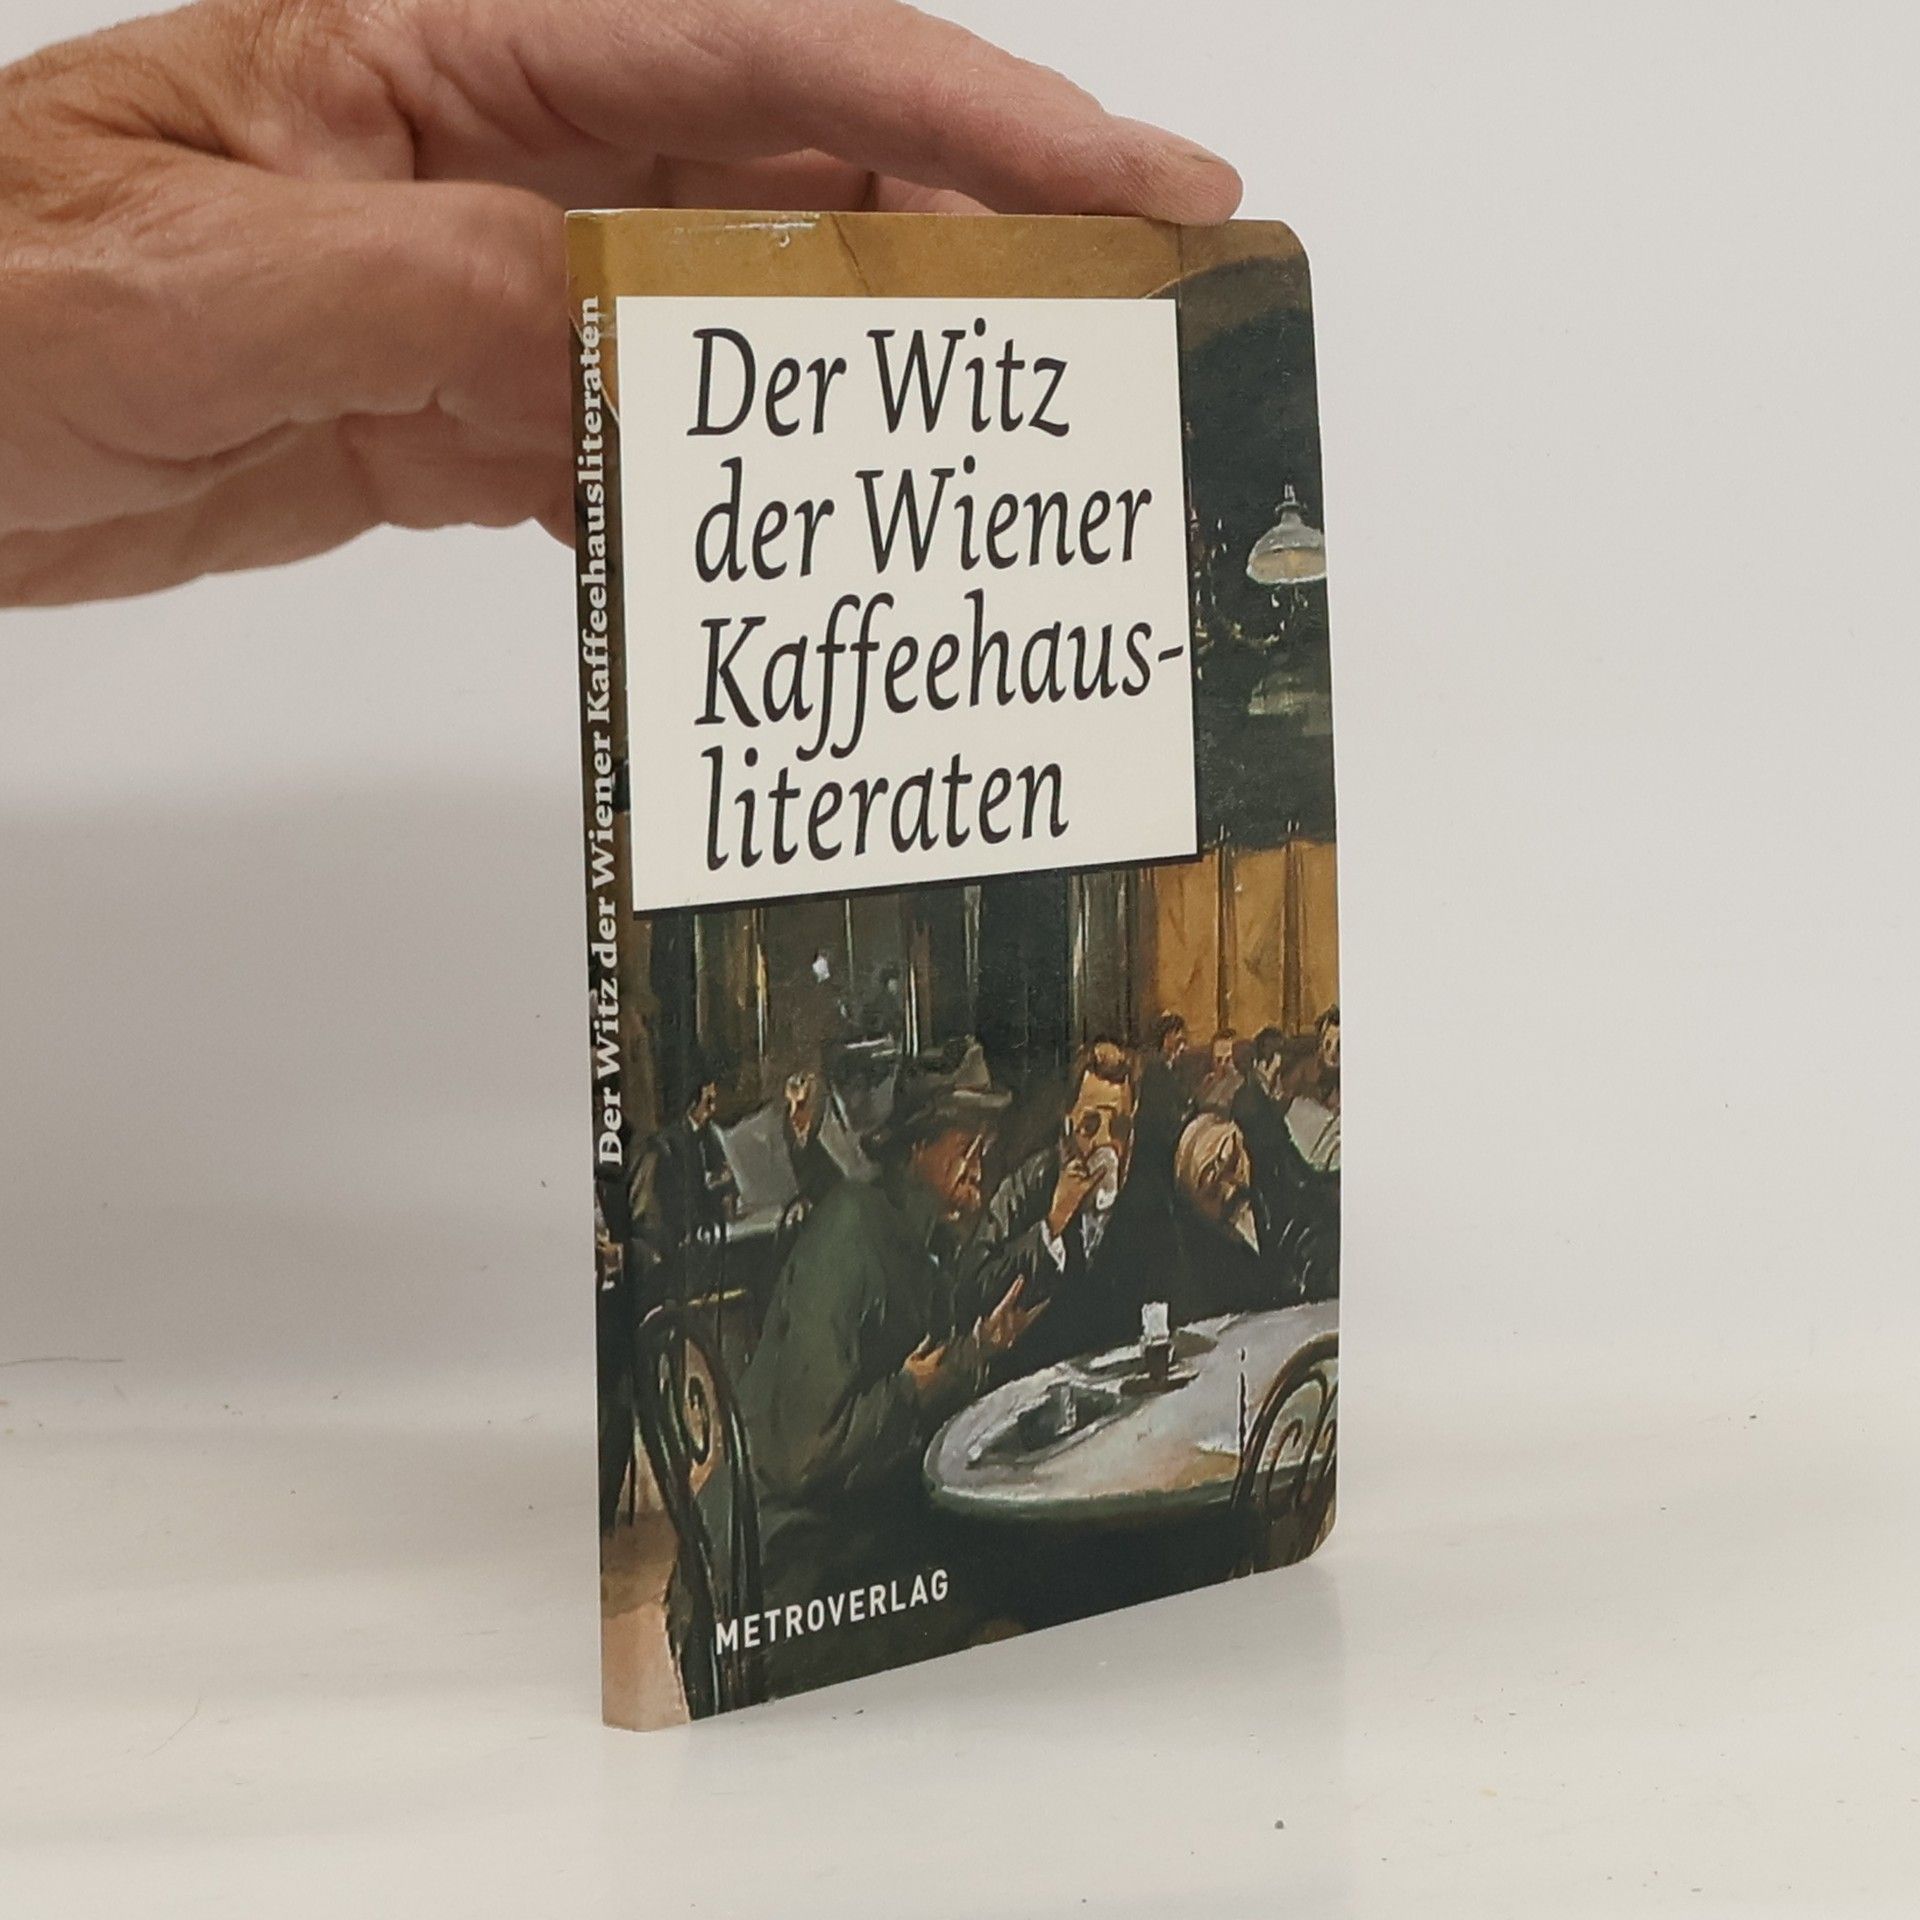 Der Witz
der Wiener
Kaffeehaus-
literaten
METROVERLAG
Der Witz der Wiener Kaffeehausliteraten